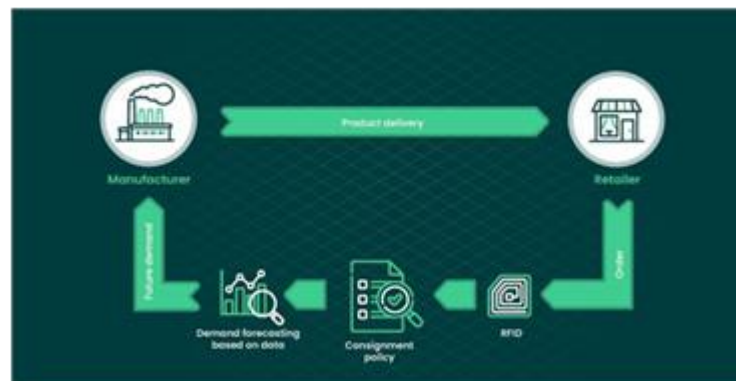 Product delivery
Manufacturer
Retailer
Future demand
Order
Demand forecasting
based on data
Consignment
policy
RFID